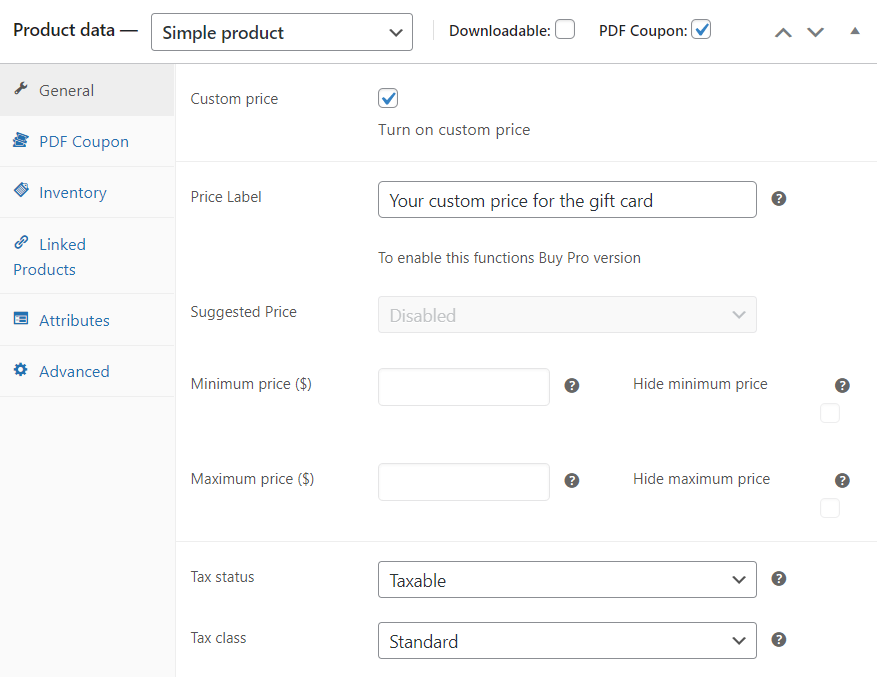 Product data — Simple product Downloadable: PDF Coupon:
General
PDF Coupon
Inventory
Linked
Products
Attributes
Advanced
Custom price
Turn on custom price
Price Label Your custom price for the gift card ?
To enable this functions Buy Pro version
Suggested Price Disabled
Minimum price ($) ? Hide minimum price ?
Maximum price ($) ? Hide maximum price ?
Tax status Taxable ?
Tax class Standard ?